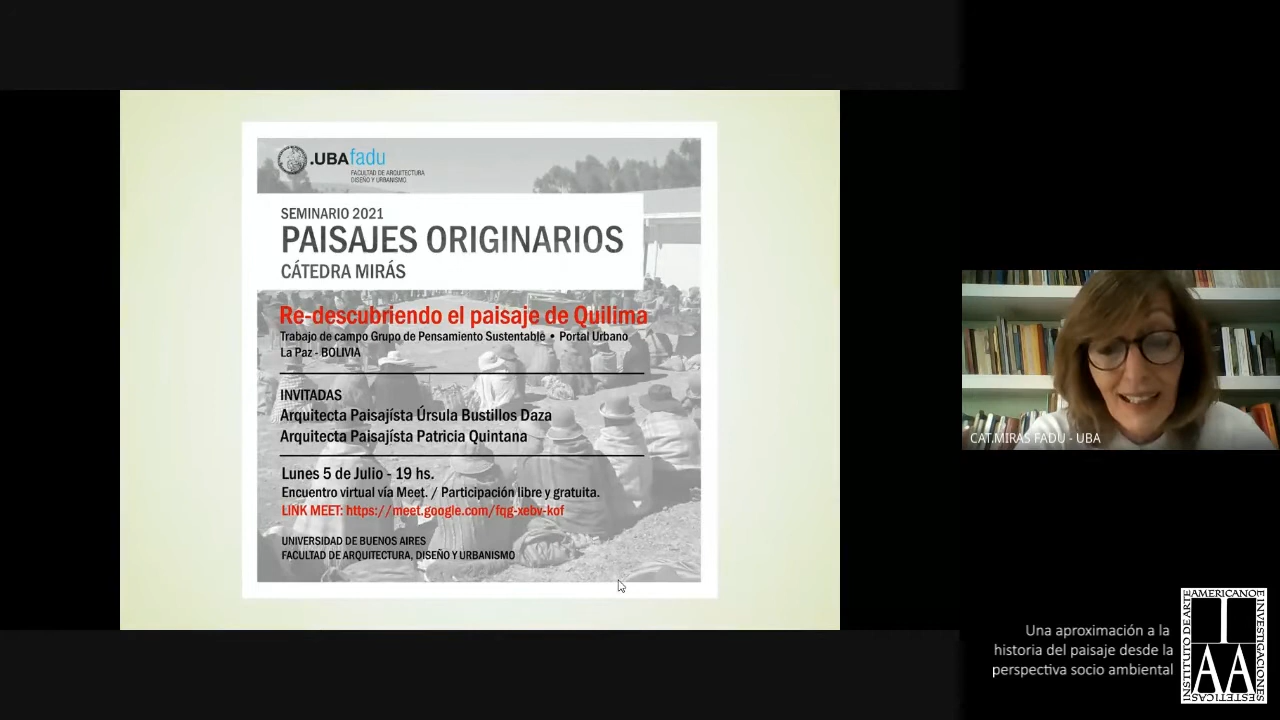 .UBAfadu
FACULTAD DE ARQUITECTURA
DISEÑO Y URBANISMO
SEMINARIO 2021
PAISAJES ORIGINARIOS
CÁTEDRA MIRÁS
Re-descubriendo el paisaje de Quilima
Trabajo de campo Grupo de Pensamiento Sustentable • Portal Urbano
La Paz - BOLIVIA
INVITADAS
Arquitecta Paisajísta Úrsula Bustillos Daza
Arquitecta Paisajísta Patricia Quintana
Lunes 5 de Julio - 19 hs.
Encuentro virtual vía Meet. / Participación libre y gratuita.
LINK MEET: https://meet.google.com/fqg-xebv-kof
UNIVERSIDAD DE BUENOS AIRES
FACULTAD DE ARQUITECTURA, DISEÑO Y URBANISMO
CAT.MIRAS FADU - UBA
Una aproximación a la
historia del paisaje desde la
perspectiva socio ambiental
INSTITUTO DE ARTE
AMERICANO
E INVESTIGACIONES
ESTETICAS
IAA